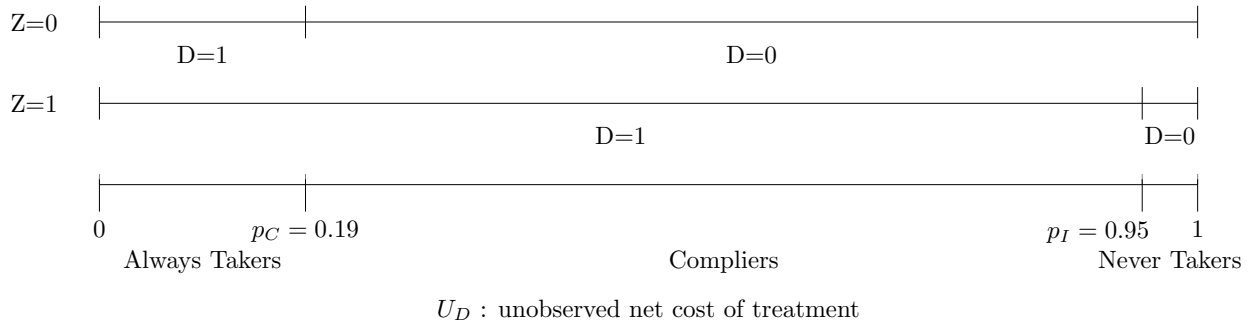 Z=0
D=1 D=0
Z=1
D=1 D=0
0 p_C = 0.19 p_I = 0.95 1
Always Takers Compliers Never Takers
U_D : unobserved net cost of treatment